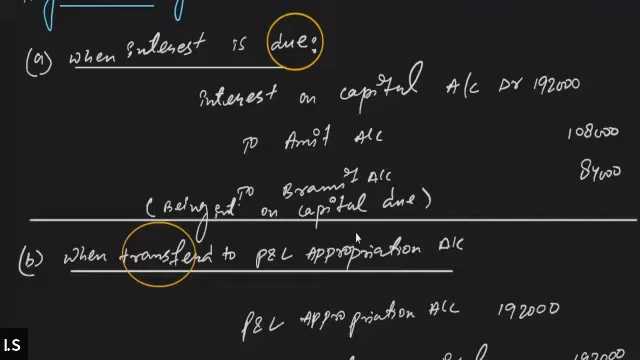 (a) when interest is due:
interest on capital A/C Dr 192000
To Amit A/C 108000
To Bramit A/C 84000
(Being int on capital due)
(b) when transferd to P&L Appropriation A/C
P&L Appropriation A/C 192000
192000
I.S